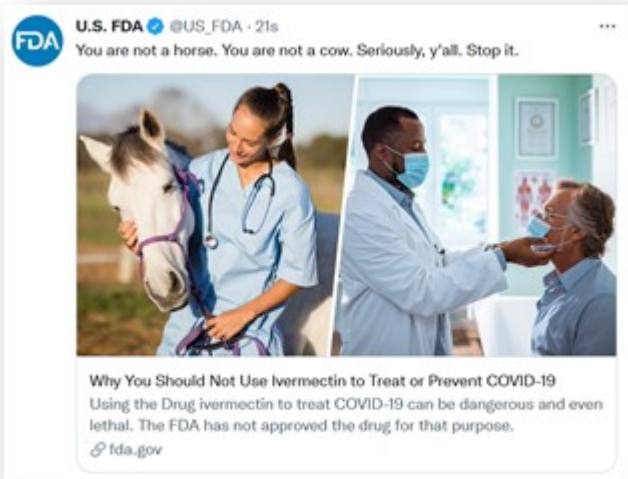 FDA
U.S. FDA @US_FDA · 21s
You are not a horse. You are not a cow. Seriously, y'all. Stop it.
Why You Should Not Use Ivermectin to Treat or Prevent COVID-19
Using the Drug ivermectin to treat COVID-19 can be dangerous and even
lethal. The FDA has not approved the drug for that purpose.
fda.gov